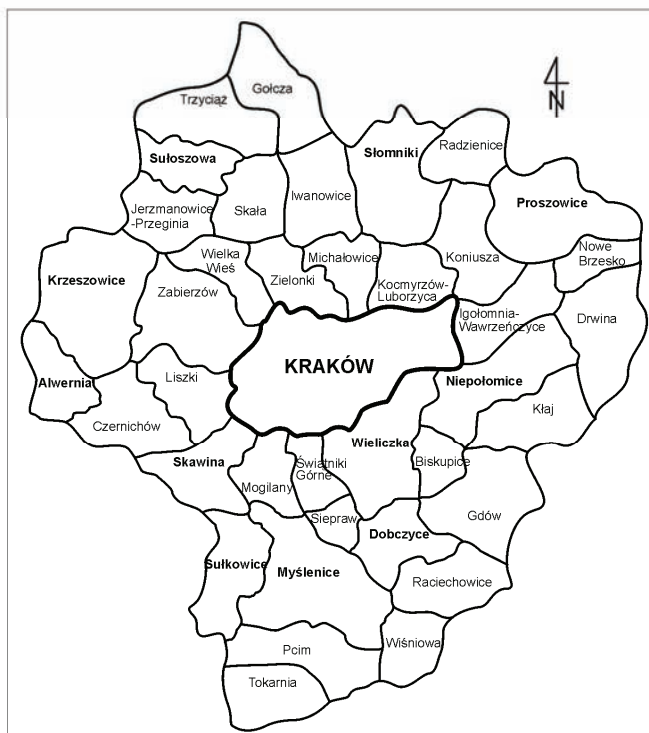 Gołcza
Trzyciąż
N
Radzienice
Słomniki
Sułoszowa
Iwanowice
Proszowice
Jerzmanowice
-Przeginia
Skała
Nowe
Brzesko
Wielka
Wieś
Michałowice
Koniusza
Zielonki
Krzeszowice
Kocmyrzów-
Luborzyca
Zabierzów
Igołomnia-
Wawrzeńczyce
Drwina
KRAKÓW
Liszki
Alwernia
Niepołomice
Kłaj
Czernichów
Wieliczka
Skawina
Świątniki
Górne
Biskupice
Mogilany
Gdów
Siepraw
Dobczyce
Sułkowice
Myślenice
Raciechowice
Wiśniowa
Pcim
Tokarnia